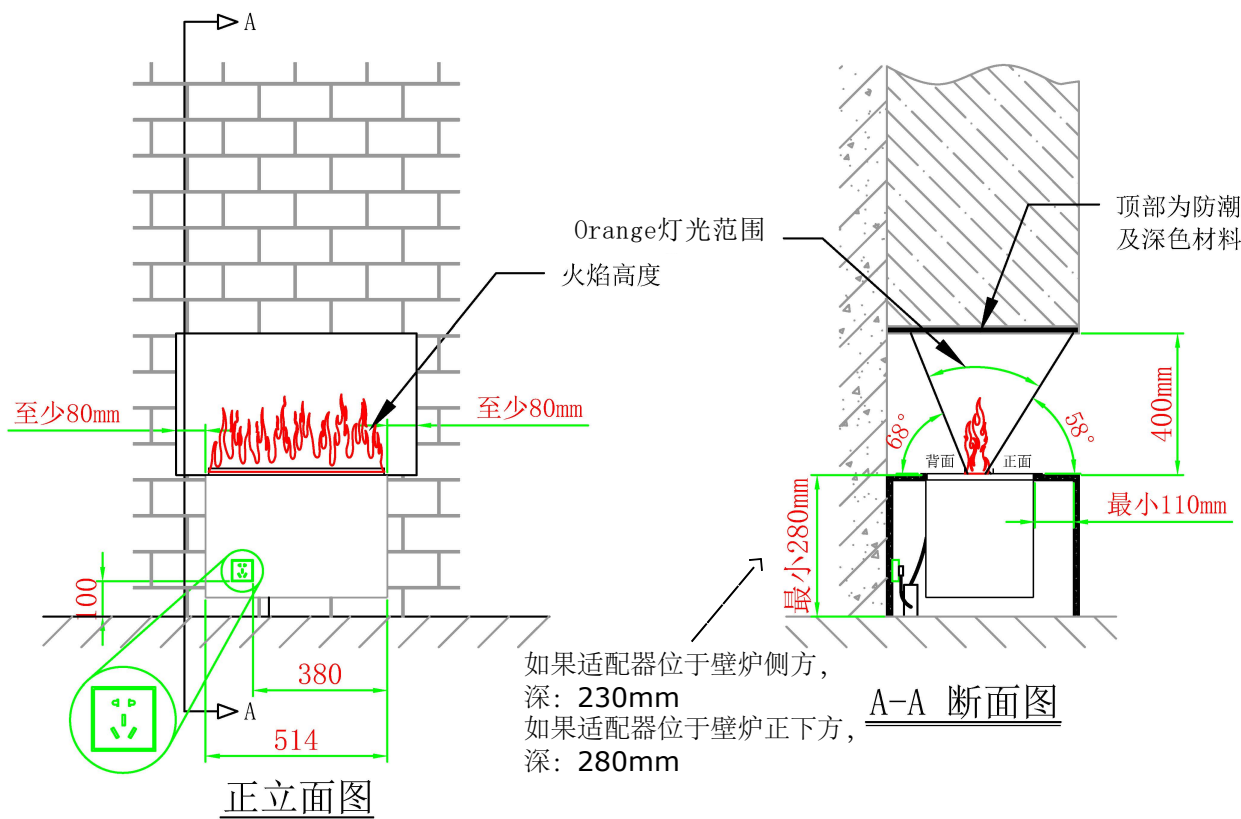 A
Orange灯光范围
火焰高度
顶部为防潮
及深色材料
至少80mm
至少80mm
400mm
68°
58°
背面
正面
最小110mm
最小280mm
100
380
514
A
如果适配器位于壁炉侧方,
深: 230mm
如果适配器位于壁炉正下方,
深: 280mm
A-A 断面图
正立面图